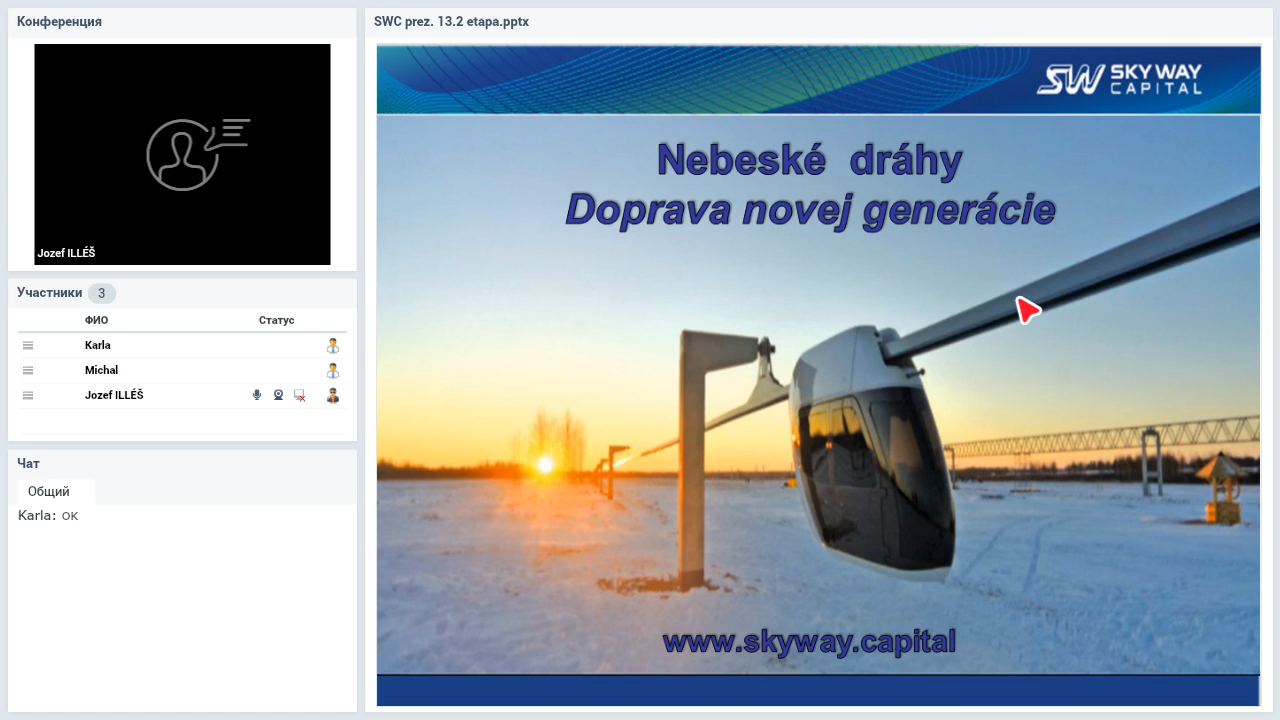 Конференция
Jozef ILLÉŠ
Участники 3
ФИО Статус
Karla
Michal
Jozef ILLÉŠ
Чат
Общий
Karla: OK
SWC prez. 13.2 etapa.pptx
SW SKY WAY
CAPITAL
Nebeské dráhy
Doprava novej generácie
www.skyway.capital